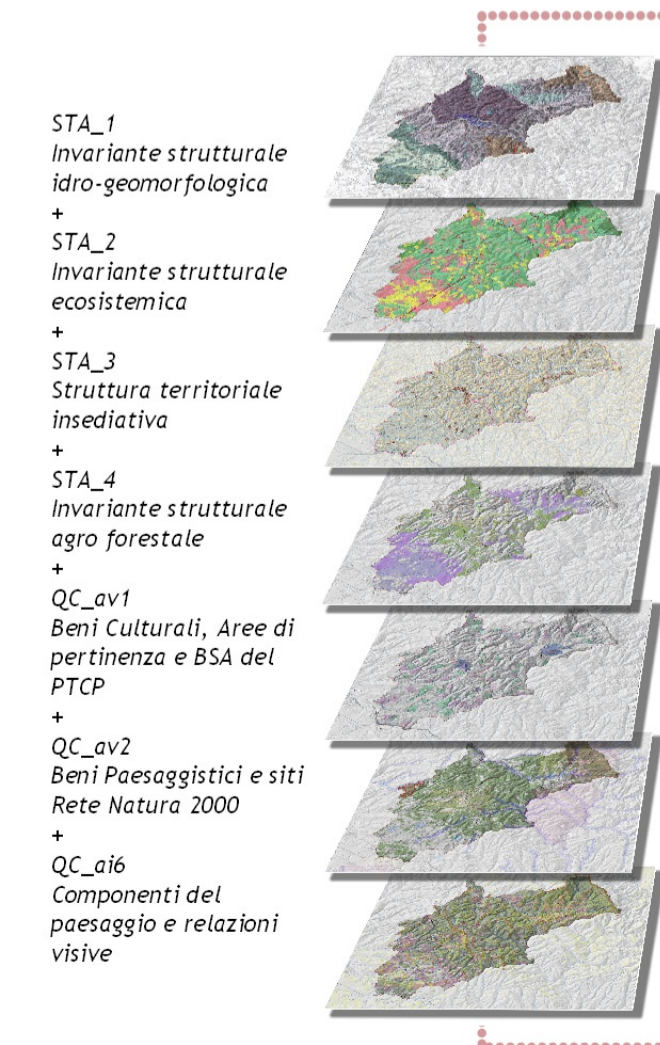 STA_1
Invariante strutturale
idro-geomorfologica
+
STA_2
Invariante strutturale
ecosistemica
+
STA_3
Struttura territoriale
insediativa
+
STA_4
Invariante strutturale
agro forestale
+
QC_av1
Beni Culturali, Aree di
pertinenza e BSA del
PTCP
+
QC_av2
Beni Paesaggistici e siti
Rete Natura 2000
+
QC_ai6
Componenti del
paesaggio e relazioni
visive